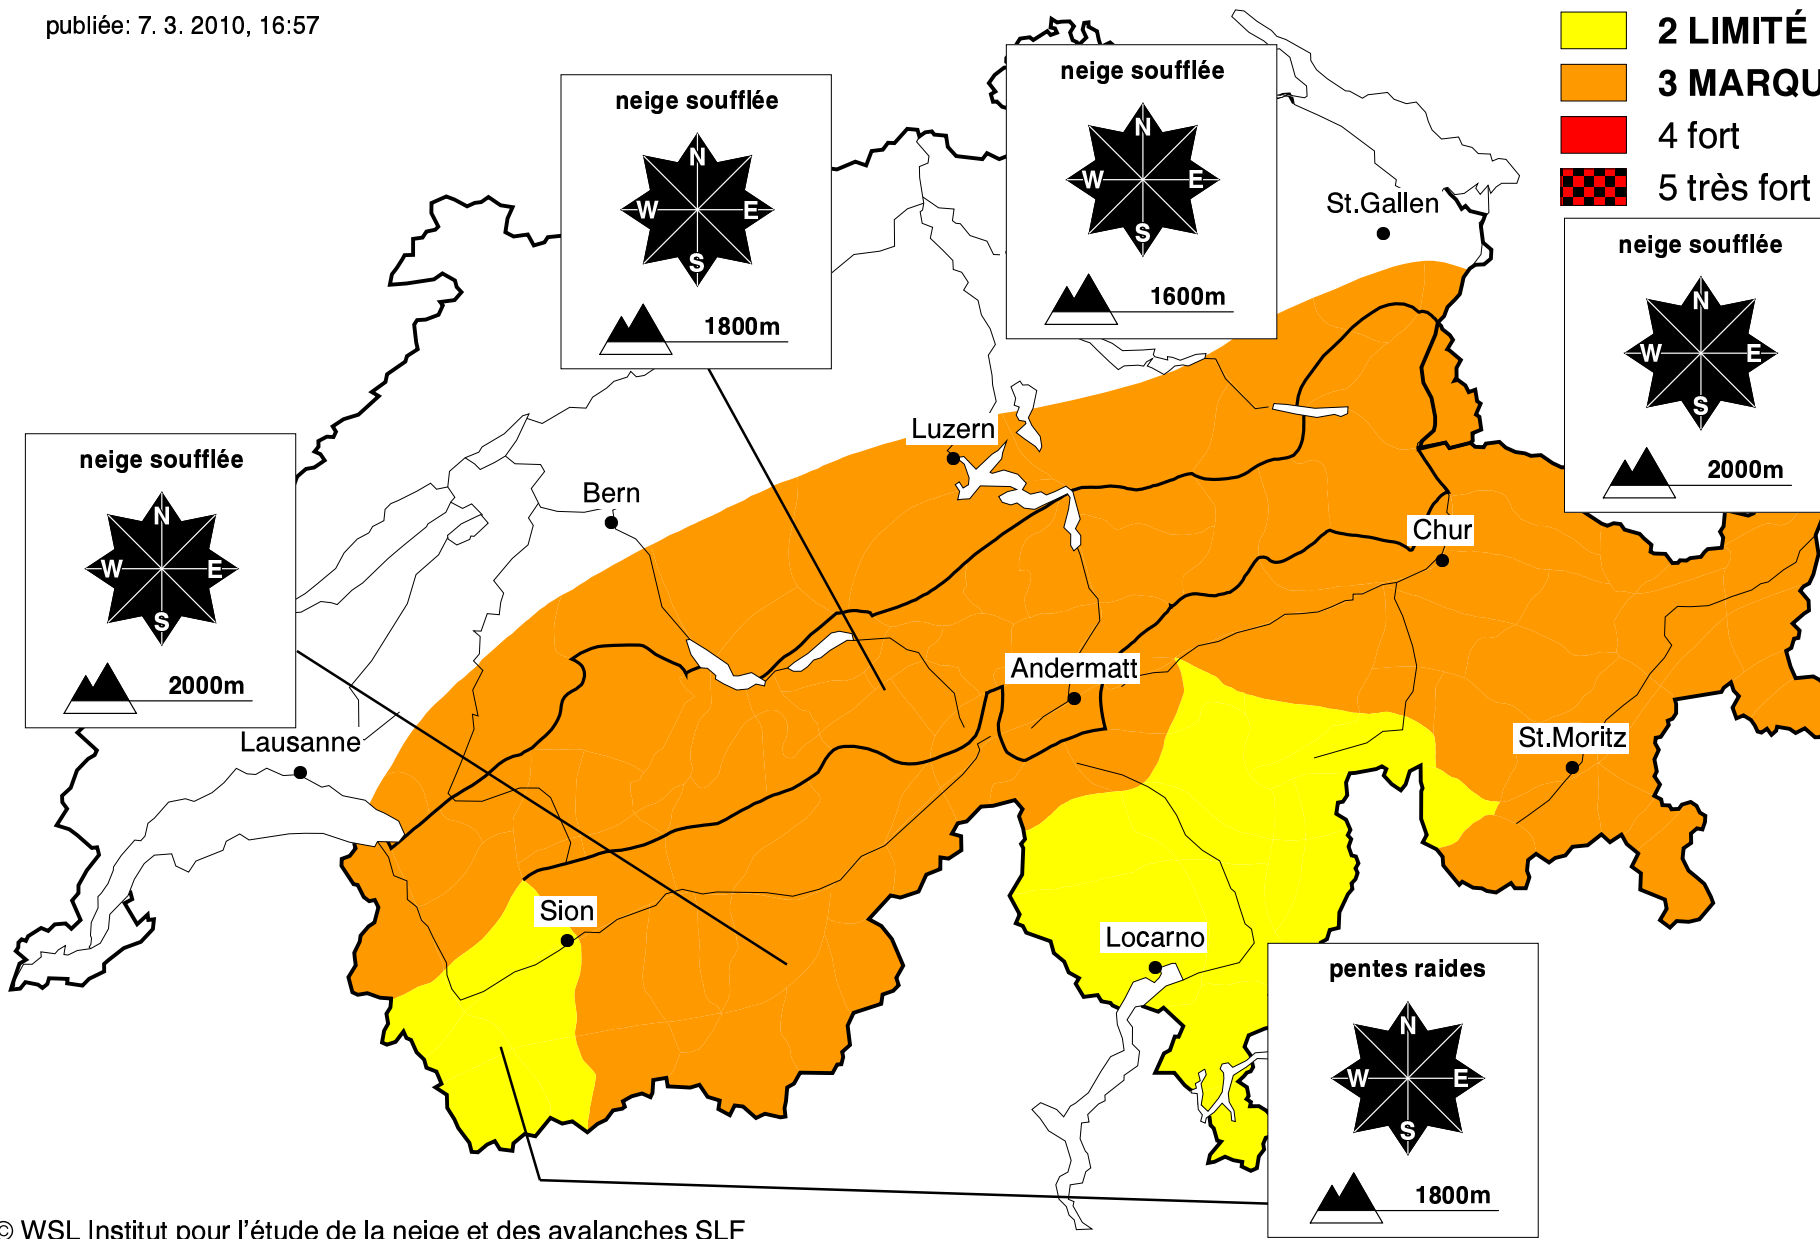 publiée: 7. 3. 2010, 16:57
2 LIMITÉ
3 MARQU
4 fort
5 très fort
neige soufflée
N
W E
S
1800m
neige soufflée
N
W E
S
1600m
St.Gallen
neige soufflée
N
W E
S
2000m
neige soufflée
N
W E
S
2000m
Luzern
Bern
Chur
Andermatt
St.Moritz
Lausanne
Sion
Locarno
pentes raides
N
W E
S
1800m
© WSL Institut pour l'étude de la neige et des avalanches SLF